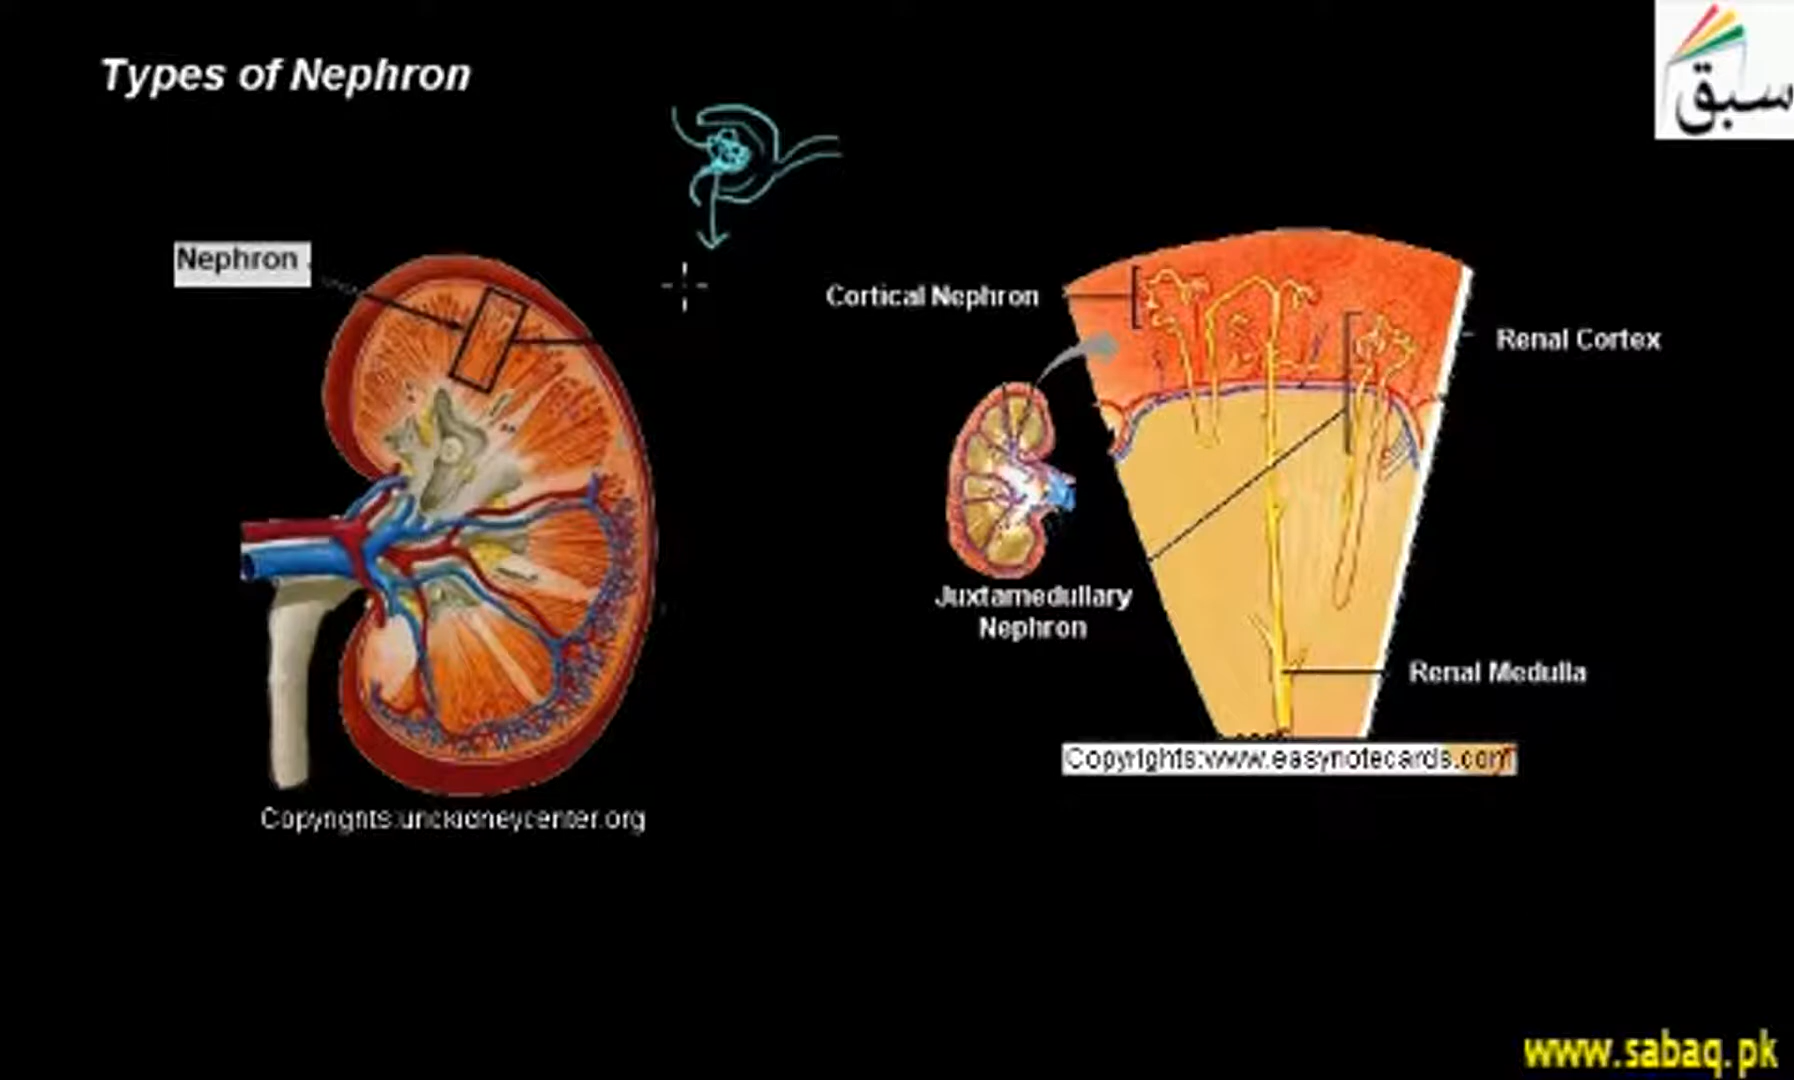 Types of Nephron
سبق
Nephron
Cortical Nephron
Renal Cortex
Juxtamedullary
Nephron
Renal Medulla
Copyrights:www.easynotecards.com
Copyrights:unckidneycenter.org
www.sabaq.pk